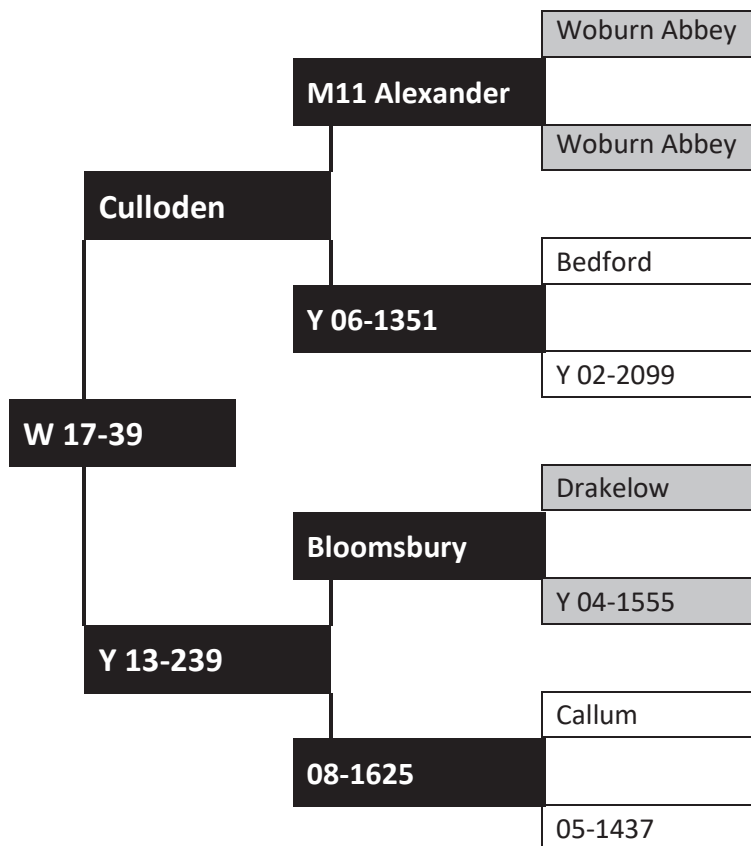 Woburn Abbey
M11 Alexander
Woburn Abbey
Culloden
Bedford
Y 06-1351
Y 02-2099
W 17-39
Drakelow
Bloomsbury
Y 04-1555
Y 13-239
Callum
08-1625
05-1437